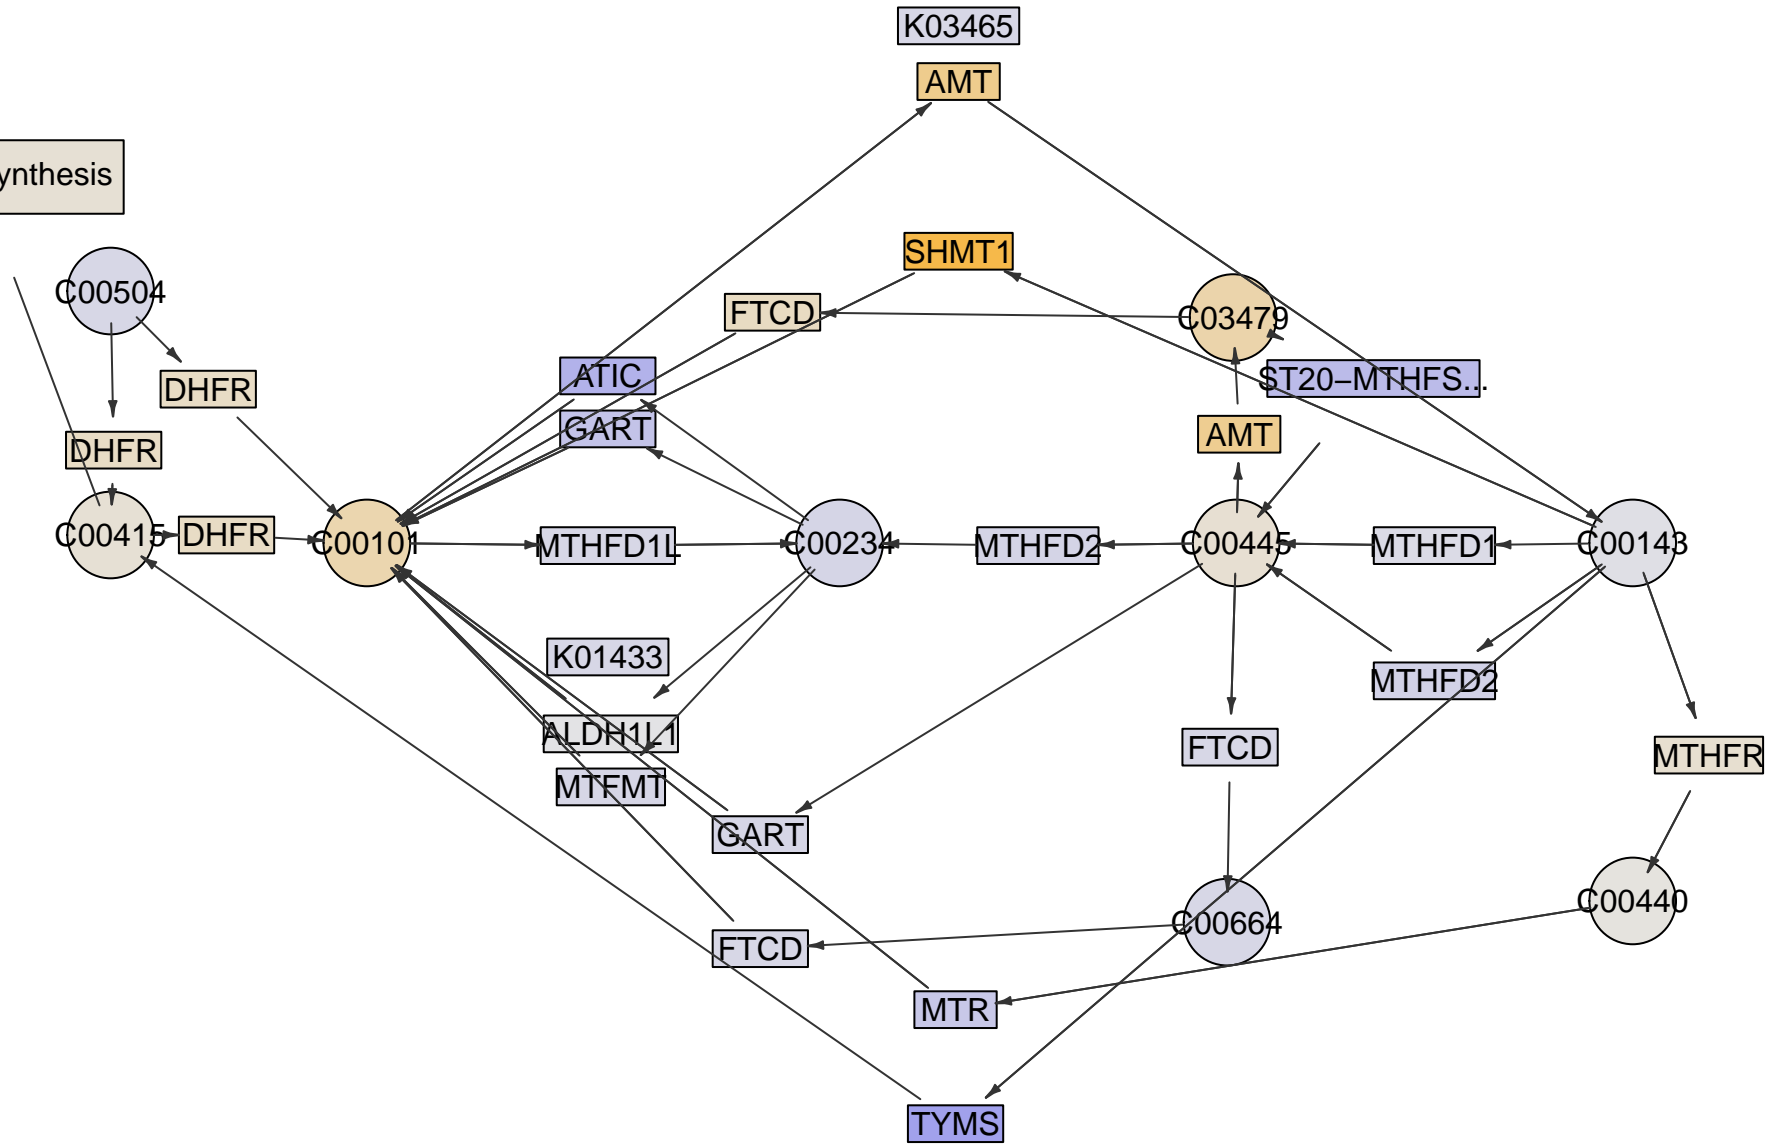 K03465
AMT
ynthesis
SHMT1
C00504
FTCD
C03479
ATIC
ST20−MTHFS...
DHFR
GART
AMT
DHFR
C00415
DHFR
C00101
MTHFD1L
C00234
MTHFD2
C00445
MTHFD1
C00143
K01433
MTHFD2
ALDH1L1
FTCD
MTHFR
MTFMT
GART
C00440
C00664
FTCD
MTR
TYMS